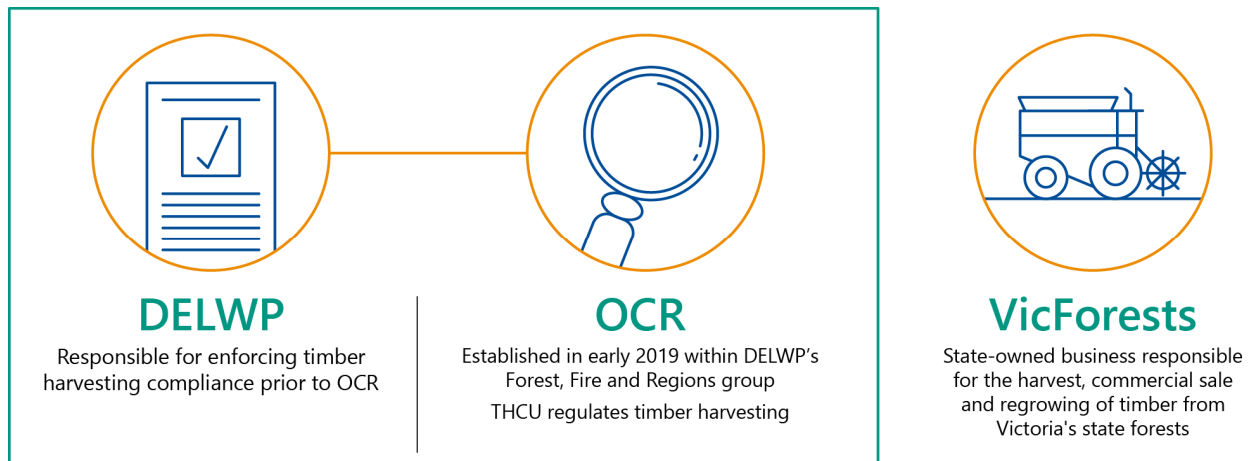 DELWP
Responsible for enforcing timber
harvesting compliance prior to OCR
OCR
Established in early 2019 within DELWP’s
Forest, Fire and Regions group
THCU regulates timber harvesting
VicForests
State-owned business responsible
for the harvest, commercial sale
and regrowing of timber from
Victoria's state forests